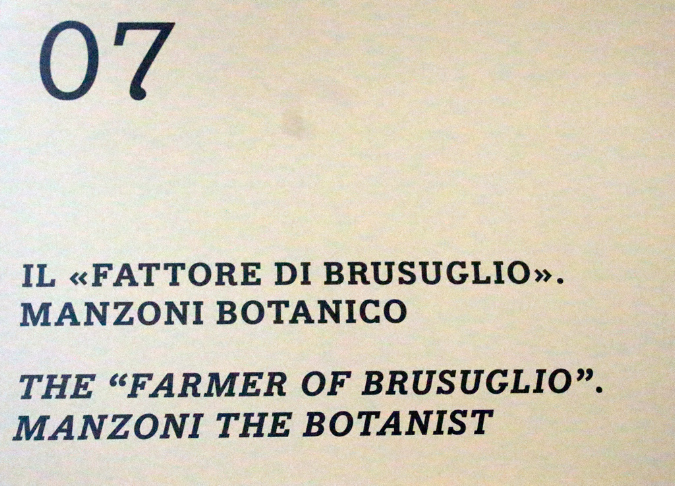 07
IL «FATTORE DI BRUSUGLIO».
MANZONI BOTANICO
THE “FARMER OF BRUSUGLIO”.
MANZONI THE BOTANIST